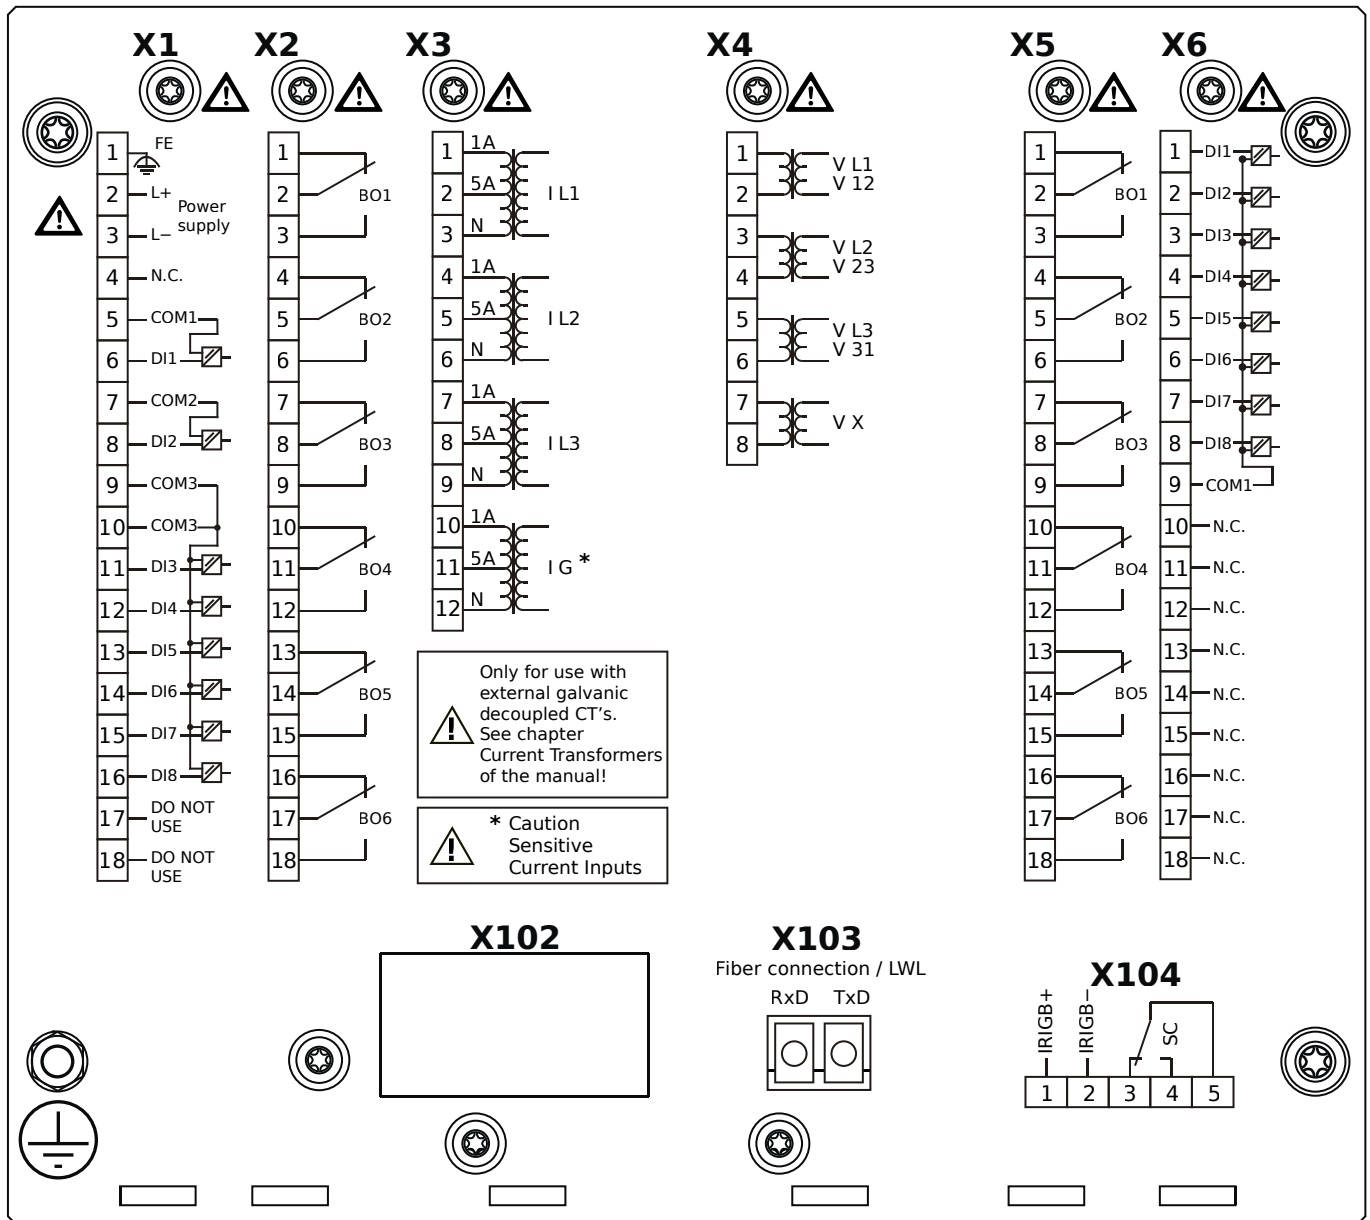 X1 X2 X3 X4 X5 X6
1 FE
2 L+
Power
supply
3 L−
4 N.C.
5 COM1
6 DI1
7 COM2
8 DI2
9 COM3
10 COM3
11 DI3
12 DI4
13 DI5
14 DI6
15 DI7
16 DI8
17 DO NOT
USE
18 DO NOT
USE
1
2 BO1
3
4
5 BO2
6
7
8 BO3
9
10
11 BO4
12
13
14 BO5
15
16
17 BO6
18
1 1A
2 5A I L1
3 N
4 1A
5 5A I L2
6 N
7 1A
8 5A I L3
9 N
10 1A
11 5A I G *
12 N
Only for use with
external galvanic
decoupled CT's.
See chapter
Current Transformers
of the manual!
* Caution
Sensitive
Current Inputs
1 V L1
2 V 12
3 V L2
4 V 23
5 V L3
6 V 31
7 V X
8
1
2 BO1
3
4
5 BO2
6
7
8 BO3
9
10
11 BO4
12
13
14 BO5
15
16
17 BO6
18
1 DI1
2 DI2
3 DI3
4 DI4
5 DI5
6 DI6
7 DI7
8 DI8
9 COM1
10 N.C.
11 N.C.
12 N.C.
13 N.C.
14 N.C.
15 N.C.
16 N.C.
17 N.C.
18 N.C.
X102
X103
Fiber connection / LWL
RxD TxD
X104
IRIGB+
IRIGB−
SC
1 2 3 4 5